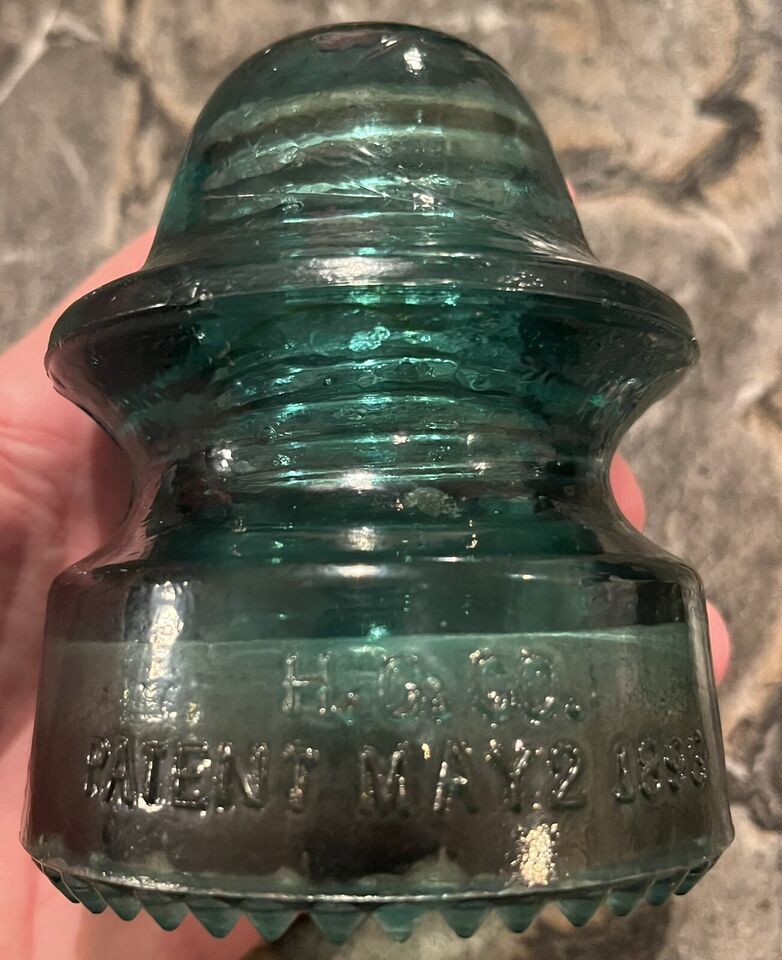 H. G. CO.
PATENT MAY 2 1893